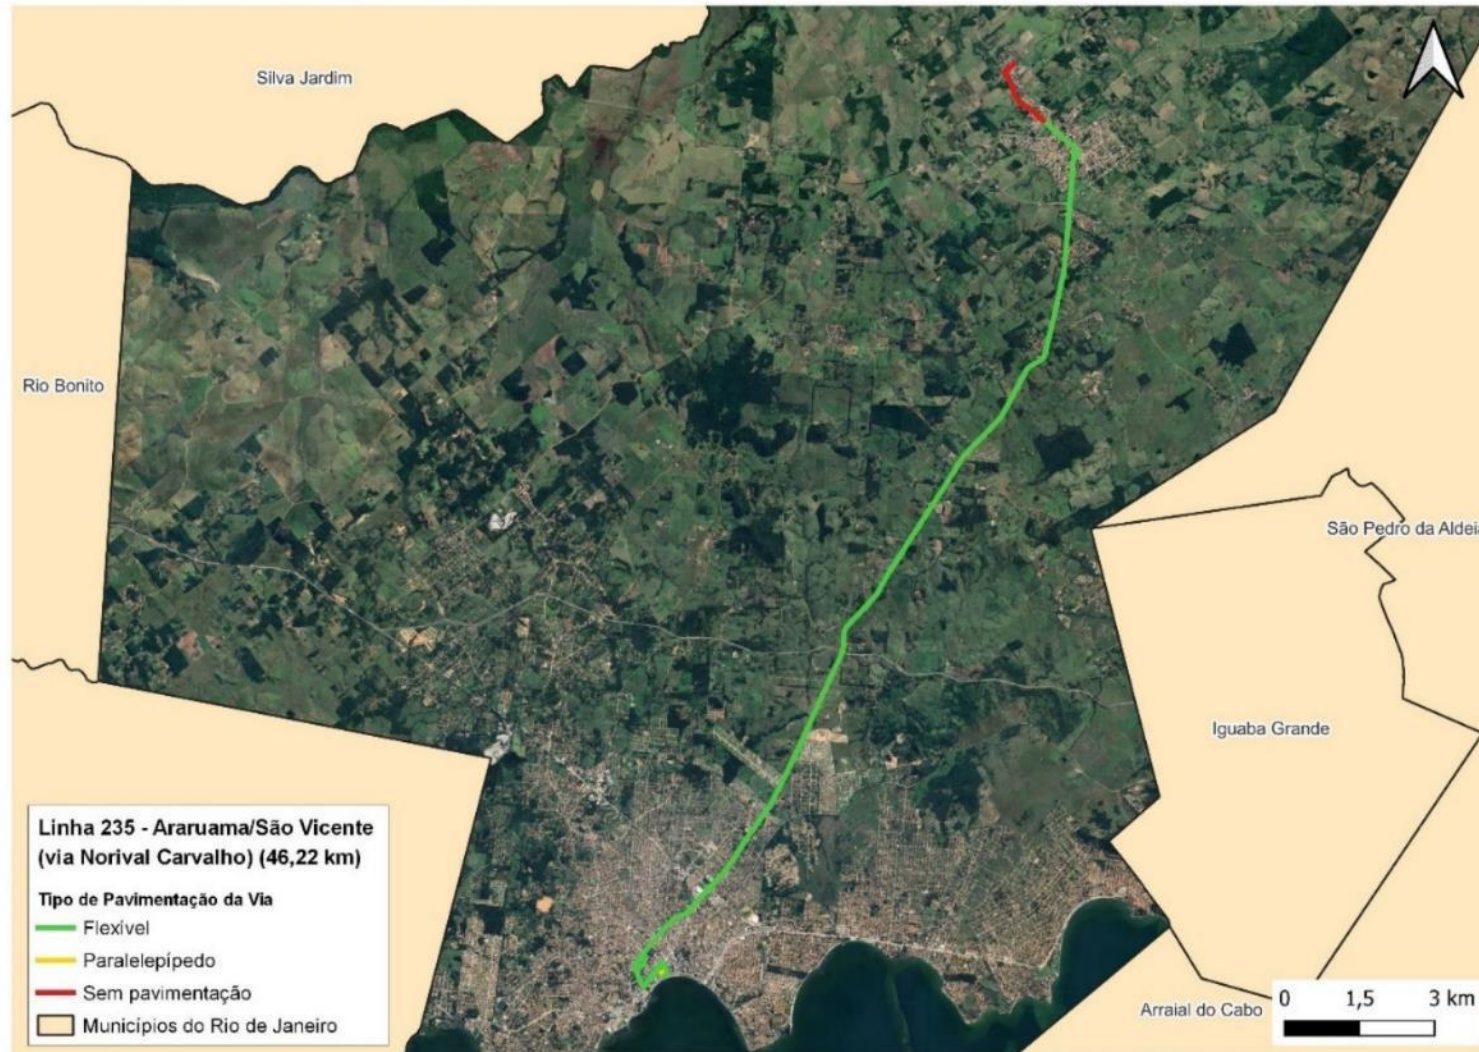 Silva Jardim
Rio Bonito
São Pedro da Aldeia
Iguaba Grande
Arraial do Cabo
Linha 235 - Araruama/São Vicente
(via Norival Carvalho) (46,22 km)
Tipo de Pavimentação da Via
Flexível
Paralelepípedo
Sem pavimentação
Municípios do Rio de Janeiro
0 1,5 3 km